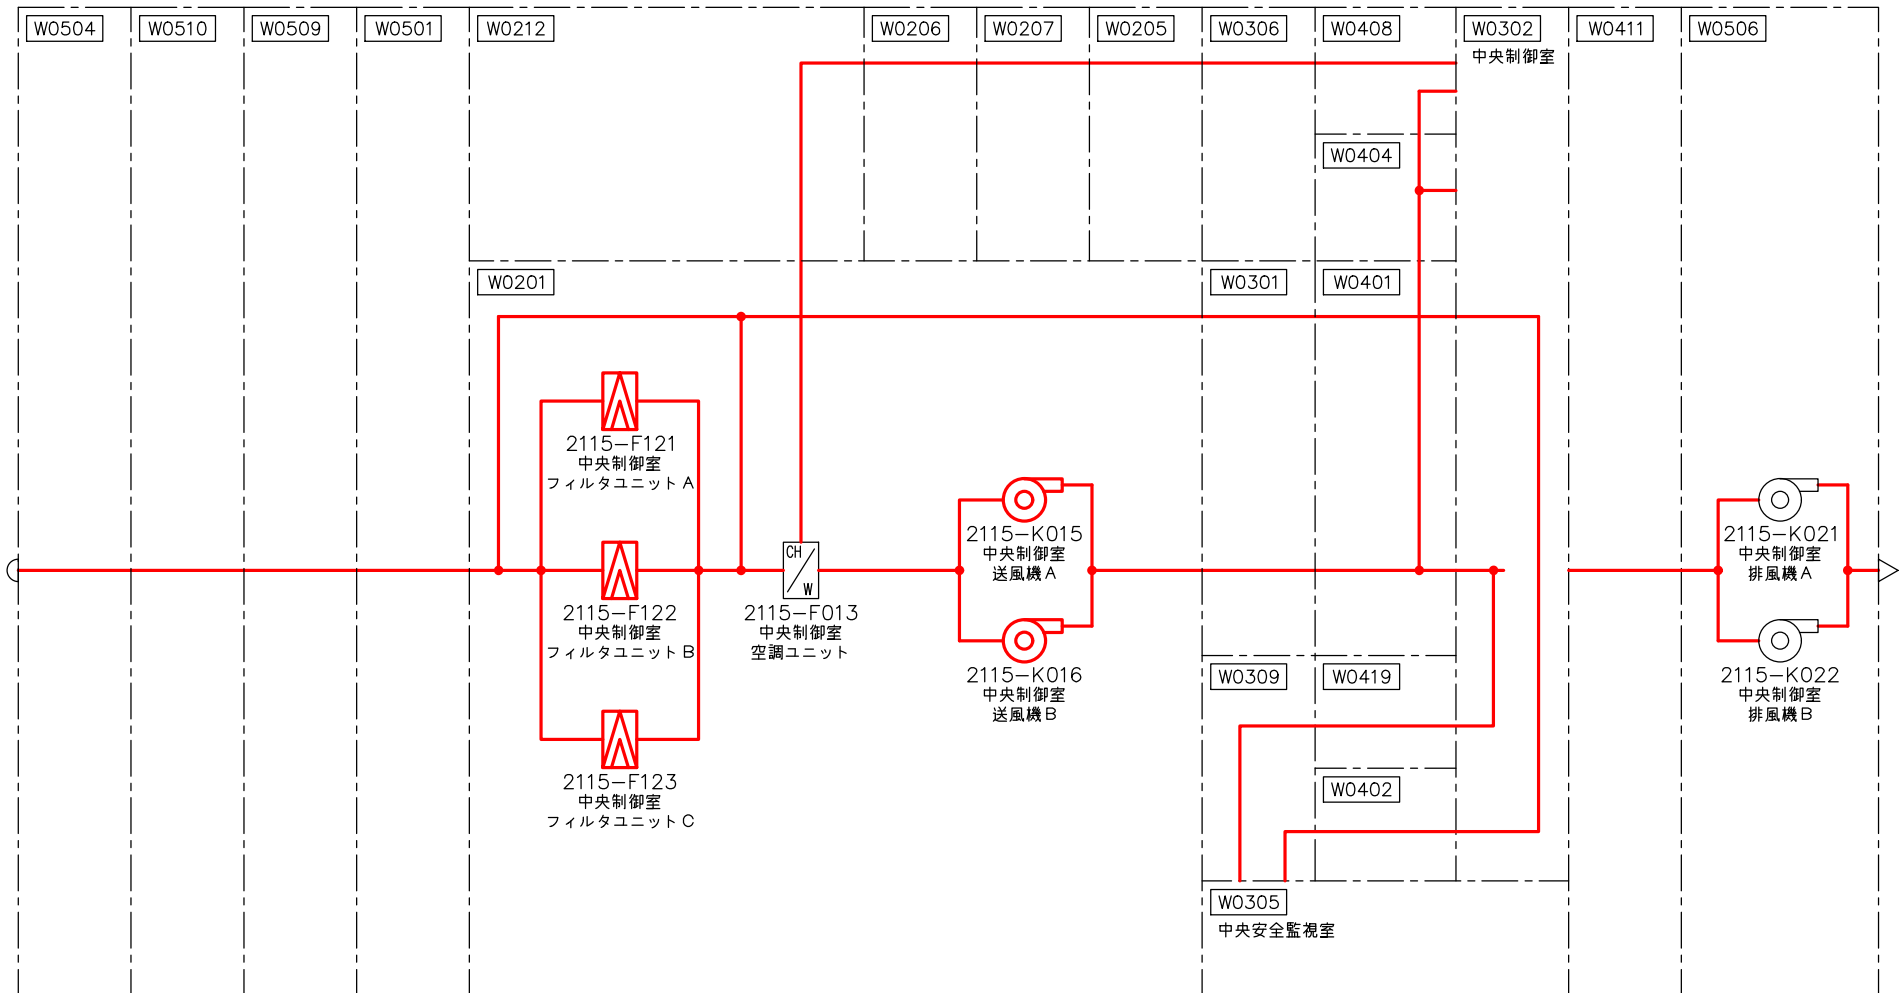 W0504
W0510
W0509
W0501
W0212
W0206
W0207
W0205
W0306
W0408
W0302
中央制御室
W0411
W0506
W0404
W0201
W0301
W0401
2115-F121
中央制御室
フィルタユニットA
2115-F122
中央制御室
フィルタユニットB
2115-F123
中央制御室
フィルタユニットC
CH
W
2115-F013
中央制御室
空調ユニット
2115-K015
中央制御室
送風機A
2115-K016
中央制御室
送風機B
2115-K021
中央制御室
排風機A
2115-K022
中央制御室
排風機B
W0309
W0419
W0402
W0305
中央安全監視室